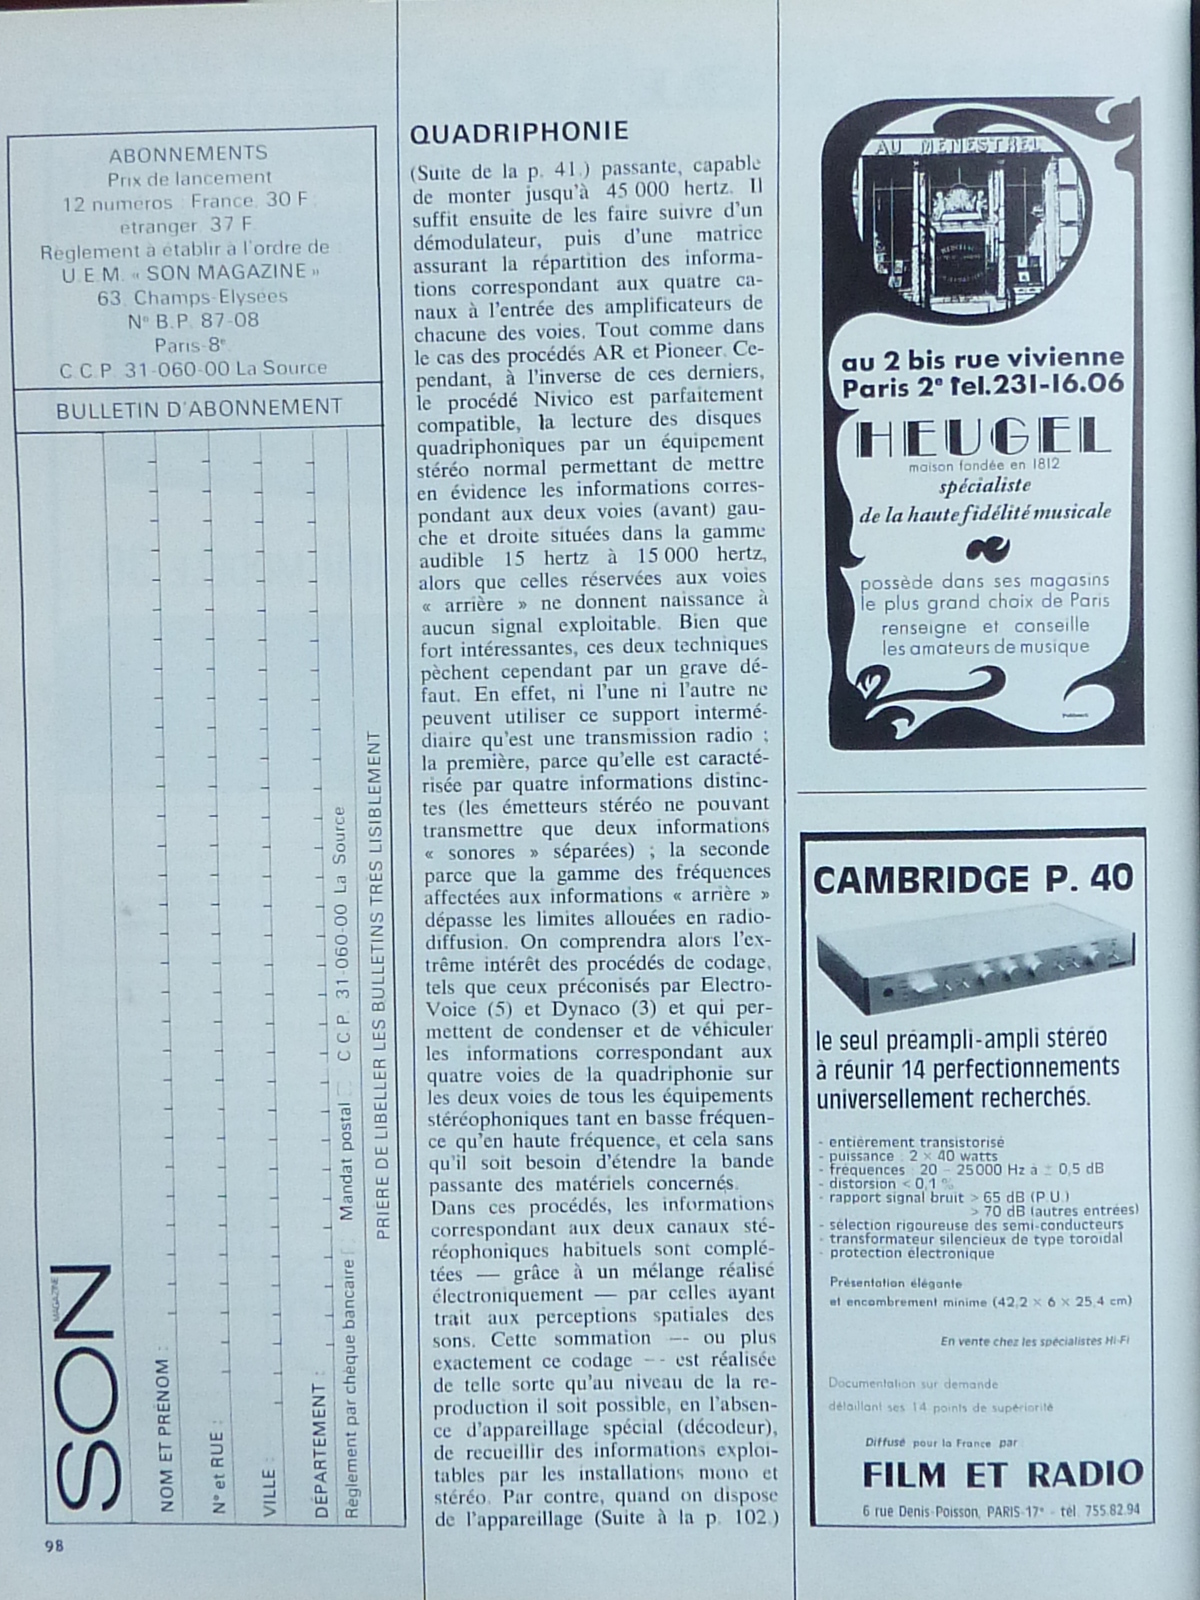 ABONNEMENTS
Prix de lancement
12 numéros : France. 30 F ;
étranger. 37 F
Règlement à établir à l'ordre de :
U.E.M. « SON MAGAZINE »
63, Champs-Elysées
N° B.P. 87-08
Paris-8e
C.C.P. 31-060-00 La Source
BULLETIN D'ABONNEMENT
SON
MAGAZINE
NOM ET PRÉNOM :
N° et RUE :
VILLE :
DÉPARTEMENT :
Règlement par chèque bancaire Mandat postal C C P. 31-060-00 La Source
PRIÈRE DE LIBELLER LES BULLETINS TRÈS LISIBLEMENT
98
QUADRIPHONIE
(Suite de la p. 41.) passante, capable
de monter jusqu'à 45 000 hertz. Il
suffit ensuite de les faire suivre d'un
démodulateur, puis d'une matrice
assurant la répartition des informa-
tions correspondant aux quatre ca-
naux à l'entrée des amplificateurs de
chacune des voies. Tout comme dans
le cas des procédés AR et Pioneer. Ce-
pendant, à l'inverse de ces derniers,
le procédé Nivico est parfaitement
compatible, la lecture des disques
quadriphoniques par un équipement
stéréo normal permettant de mettre
en évidence les informations corres-
pondant aux deux voies (avant) gau-
che et droite situées dans la gamme
audible 15 hertz à 15 000 hertz,
alors que celles réservées aux voies
« arrière » ne donnent naissance à
aucun signal exploitable. Bien que
fort intéressantes, ces deux techniques
pèchent cependant par un grave dé-
faut. En effet, ni l'une ni l'autre ne
peuvent utiliser ce support intermé-
diaire qu'est une transmission radio :
la première, parce qu'elle est caracté-
risée par quatre informations distinc-
tes (les émetteurs stéréo ne pouvant
transmettre que deux informations
« sonores » séparées) ; la seconde
parce que la gamme des fréquences
affectées aux informations « arrière »
dépasse les limites allouées en radio-
diffusion. On comprendra alors l'ex-
trême intérêt des procédés de codage,
tels que ceux préconisés par Electro-
Voice (5) et Dynaco (3) et qui per-
mettent de condenser et de véhiculer
les informations correspondant aux
quatre voies de la quadriphonie sur
les deux voies de tous les équipements
stéréophoniques tant en basse fréquen-
ce qu'en haute fréquence, et cela sans
qu'il soit besoin d'étendre la bande
passante des matériels concernés.
Dans ces procédés, les informations
correspondant aux deux canaux sté-
réophoniques habituels sont complé-
tées — grâce à un mélange réalisé
électroniquement — par celles ayant
trait aux perceptions spatiales des
sons. Cette sommation — ou plus
exactement ce codage — est réalisée
de telle sorte qu'au niveau de la re-
production il soit possible, en l'absen-
ce d'appareillage spécial (décodeur),
de recueillir des informations exploi-
tables par les installations mono et
stéréo. Par contre, quand on dispose
de l'appareillage (Suite à la p. 102.)
AU MENESTREL
au 2 bis rue vivienne
Paris 2e Tel.231-16.06
HEUGEL
maison fondée en 1812
spécialiste
de la haute fidélité musicale
possède dans ses magasins
le plus grand choix de Paris
renseigne et conseille
les amateurs de musique
CAMBRIDGE P. 40
le seul préampli-ampli stéréo
à réunir 14 perfectionnements
universellement recherchés.
- entièrement transistorisé
- puissance : 2 × 40 watts
- fréquences : 20 - 25000 Hz à ± 0,5 dB
- distorsion < 0,1 %
- rapport signal bruit > 65 dB (P.U.)
> 70 dB (autres entrées)
- sélection rigoureuse des semi-conducteurs
- transformateur silencieux de type toroïdal
- protection électronique
Présentation élégante
et encombrement minime (42,2 × 6 × 25,4 cm)
En vente chez les spécialistes Hi-Fi
Documentation sur demande
détaillant ses 14 points de supériorité
Diffusé pour la France par
FILM ET RADIO
6 rue Denis-Poisson, PARIS-17e - tél. 755.82.94